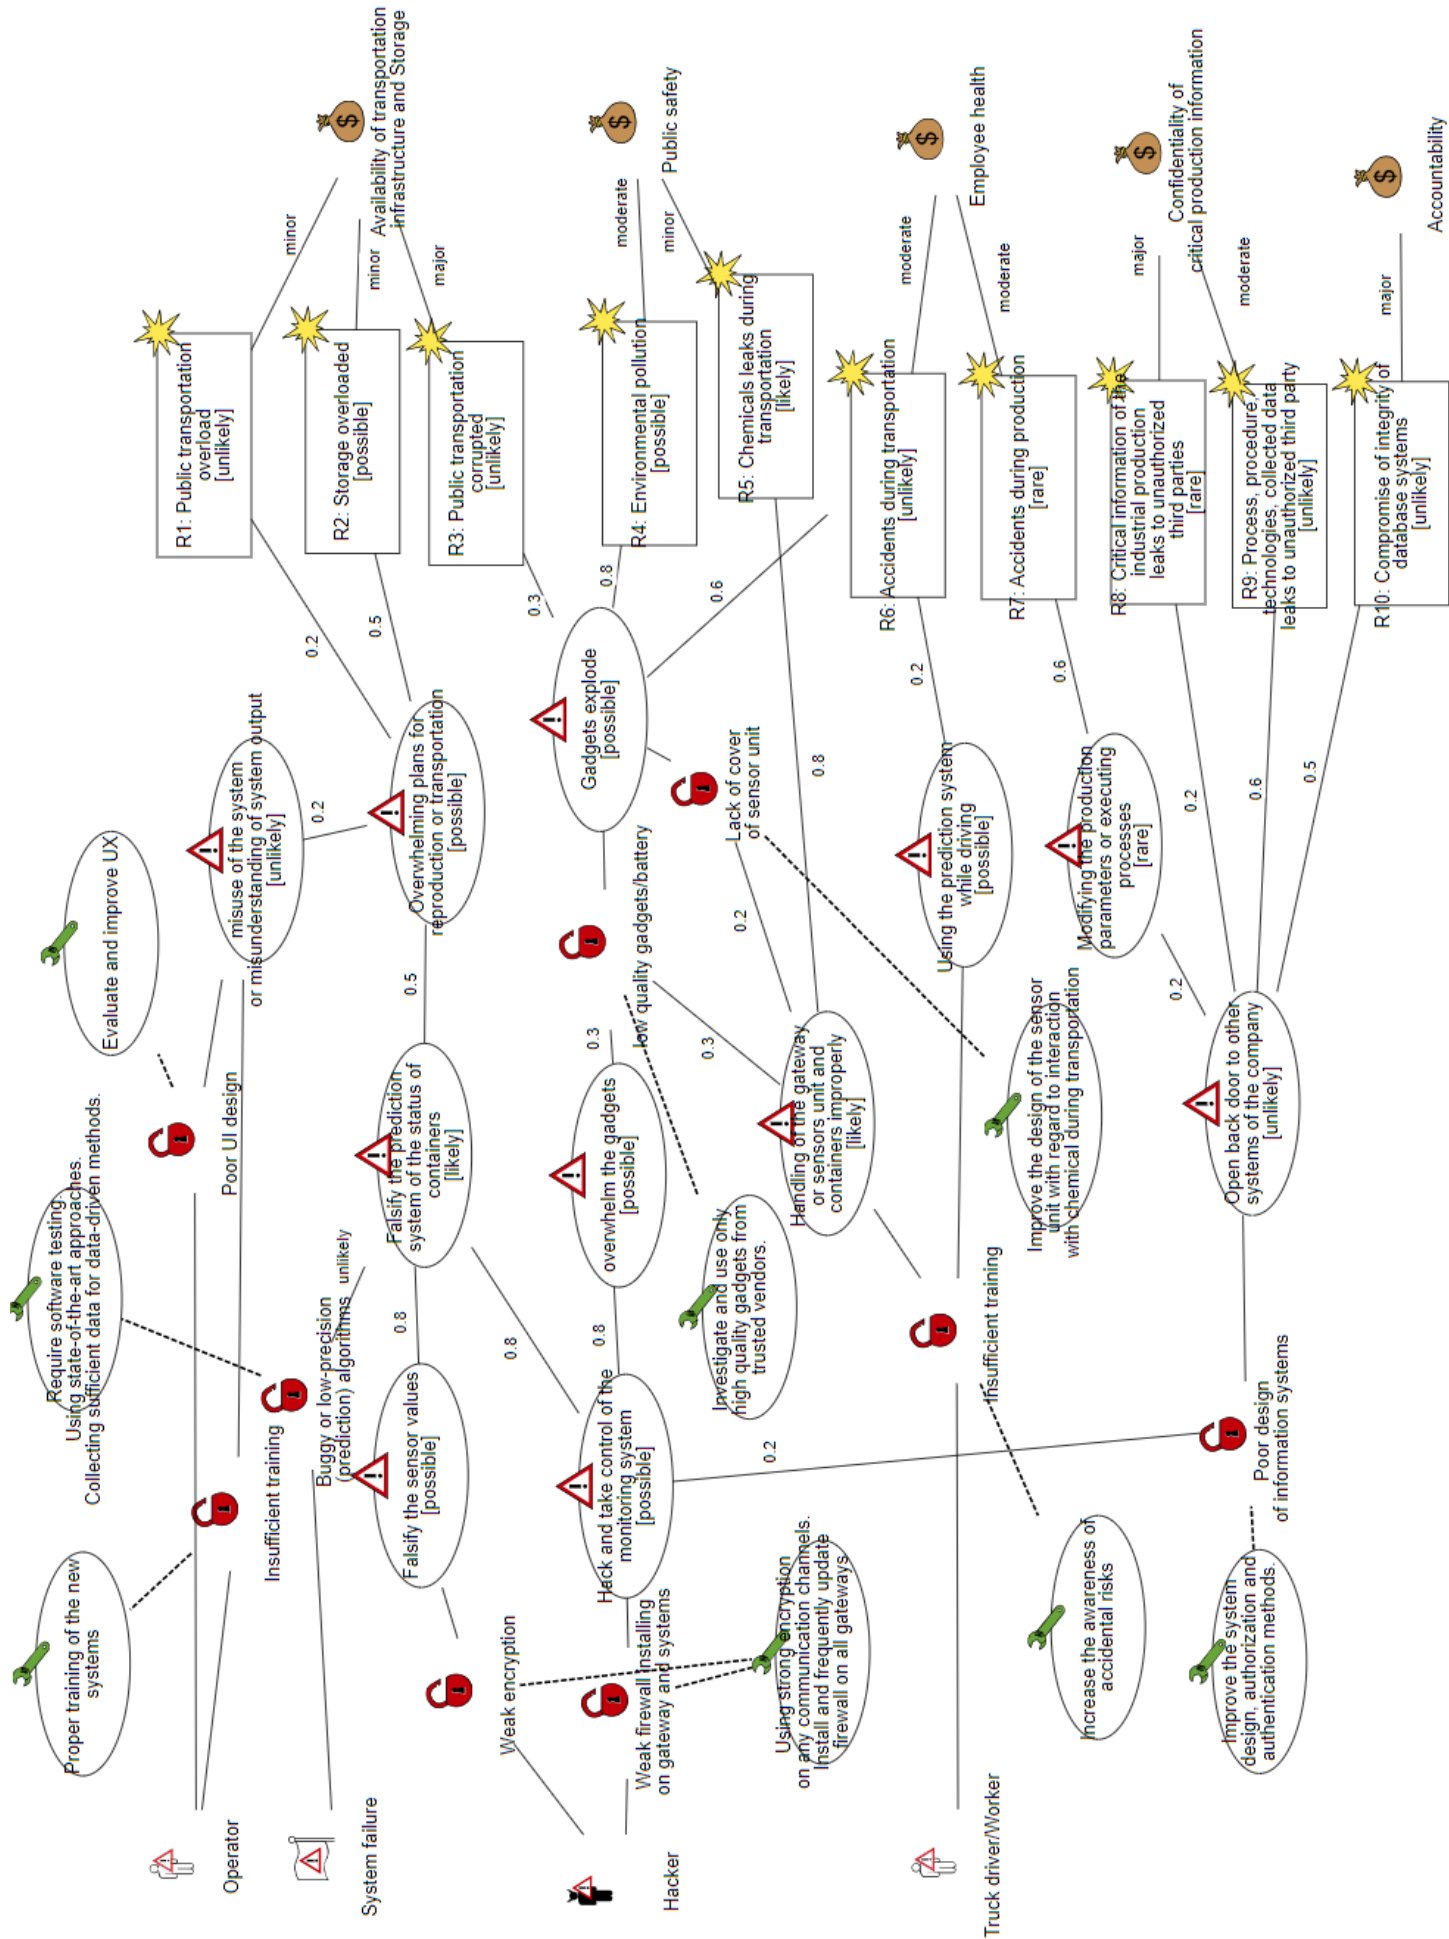 Operator
System failure
Hacker
Truck driver/Worker
Proper training of the new
systems
Insufficient training
Require software testing.
Using state-of-the-art approaches.
Collecting sufficient data for data-driven methods.
Poor UI design
Evaluate and improve UX
Buggy or low-precision
(prediction) algorithms
unlikely
Weak encryption
Weak firewall installing
on gateway and systems
Using strong encryption
on any communication channels.
Install and frequently update
firewall on all gateways.
Increase the awareness of
accidental risks
Improve the system
design, authorization and
authentication methods.
Poor design
of information systems
Insufficient training
Falsify the sensor values
[possible]
0.8
Hack and take control of the
monitoring system
[possible]
0.8
0.8
0.2
Falsify the prediction
system of the status of
containers
[likely]
0.5
overwhelm the gadgets
[possible]
0.3
Investigate and use only
high quality gadgets from
trusted vendors.
Handling of the gateway
or sensors unit and
containers improperly
[likely]
0.3
0.2
0.8
Improve the design of the sensor
unit with regard to interaction
with chemical during transportation
Open back door to other
systems of the company
[unlikely]
0.2
0.2
0.6
0.5
misuse of the system
or misunderstanding of system output
[unlikely]
0.2
Overwhelming plans for
reproduction or transportation
[possible]
0.2
0.5
low quality gadgets/battery
Lack of cover
of sensor unit
Gadgets explode
[possible]
0.3
0.8
0.6
Using the prediction system
while driving
[possible]
0.2
Modifying the production
parameters or executing
processes
[rare]
0.6
R1: Public transportation
overload
[unlikely]
minor
R2: Storage overloaded
[possible]
minor
R3: Public transportation
corrupted
[unlikely]
major
R4: Environmental pollution
[possible]
moderate
R5: Chemicals leaks during
transportation
[likely]
minor
R6: Accidents during transportation
[unlikely]
moderate
R7: Accidents during production
[rare]
moderate
R8: Critical information of the
industrial production
leaks to unauthorized
third parties
[rare]
major
R9: Process, procedure,
technologies, collected data
leaks to unauthorized third party
[unlikely]
moderate
R10: Compromise of integrity of
database systems
[unlikely]
major
Availability of transportation
infrastructure and Storage
Public safety
Employee health
Confidentiality of
critical production information
Accountability